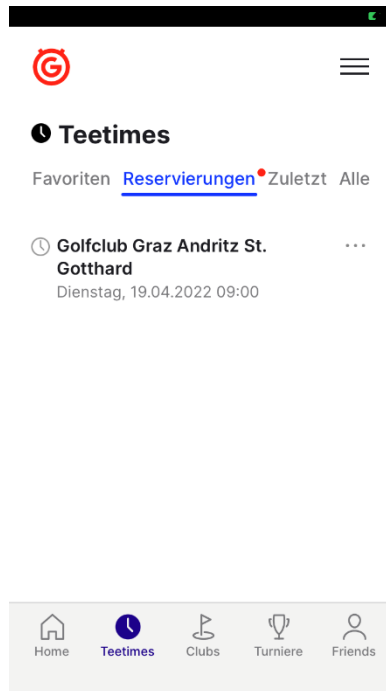 G
Teetimes
Favoriten Reservierungen Zuletzt Alle
Golfclub Graz Andritz St.
Gotthard
Dienstag, 19.04.2022 09:00
Home Teetimes Clubs Turniere Friends